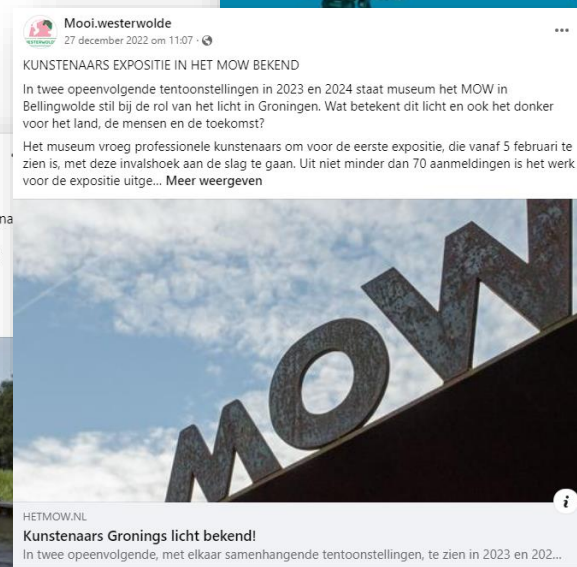 Mooi.westerwolde
27 december 2022 om 11:07 ·
KUNSTENAARS EXPOSITIE IN HET MOW BEKEND
In twee opeenvolgende tentoonstellingen in 2023 en 2024 staat museum het MOW in
Bellingwolde stil bij de rol van het licht in Groningen. Wat betekent dit licht en ook het donker
voor het land, de mensen en de toekomst?
Het museum vroeg professionele kunstenaars om voor de eerste expositie, die vanaf 5 februari te
zien is, met deze invalshoek aan de slag te gaan. Uit niet minder dan 70 aanmeldingen is het werk
voor de expositie uitge... Meer weergeven
na
MOW
HETMOW.NL
Kunstenaars Gronings licht bekend!
In twee opeenvolgende, met elkaar samenhangende tentoonstellingen, te zien in 2023 en 202...